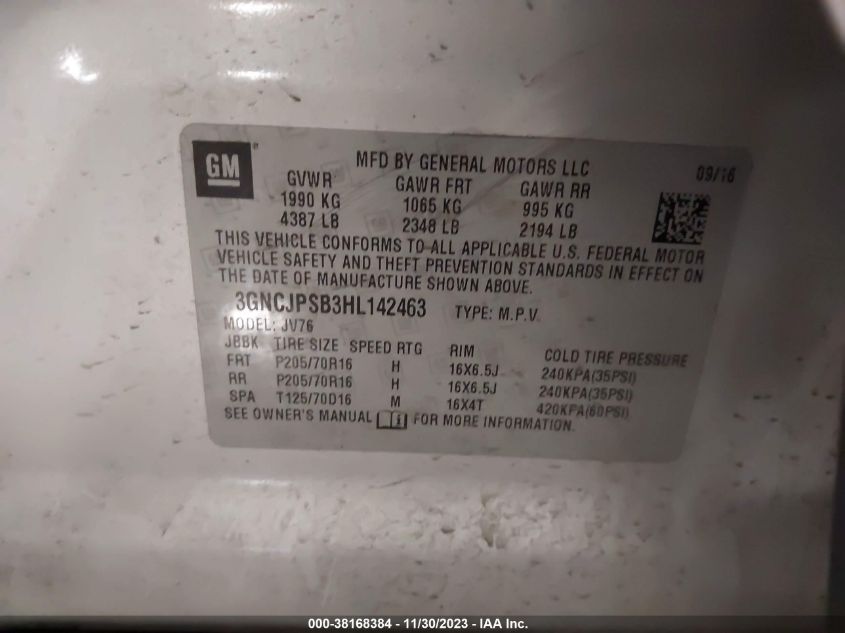 GM
MFD BY GENERAL MOTORS LLC 09/16
GVWR GAWR FRT GAWR RR
1990 KG 1065 KG 995 KG
4387 LB 2348 LB 2194 LB
THIS VEHICLE CONFORMS TO ALL APPLICABLE U.S. FEDERAL MOTOR
VEHICLE SAFETY AND THEFT PREVENTION STANDARDS IN EFFECT ON
THE DATE OF MANUFACTURE SHOWN ABOVE.
3GNCJPSB3HL142463 TYPE: M.P.V.
MODEL: JV76
JBBK TIRE SIZE SPEED RTG RIM COLD TIRE PRESSURE
FRT P205/70R16 H 16X6.5J 240KPA(35PSI)
RR P205/70R16 H 16X6.5J 240KPA(35PSI)
SPA T125/70D16 M 16X4T 420KPA(60PSI)
SEE OWNER'S MANUAL i FOR MORE INFORMATION.
000-38168384 - 11/30/2023 - IAA Inc.